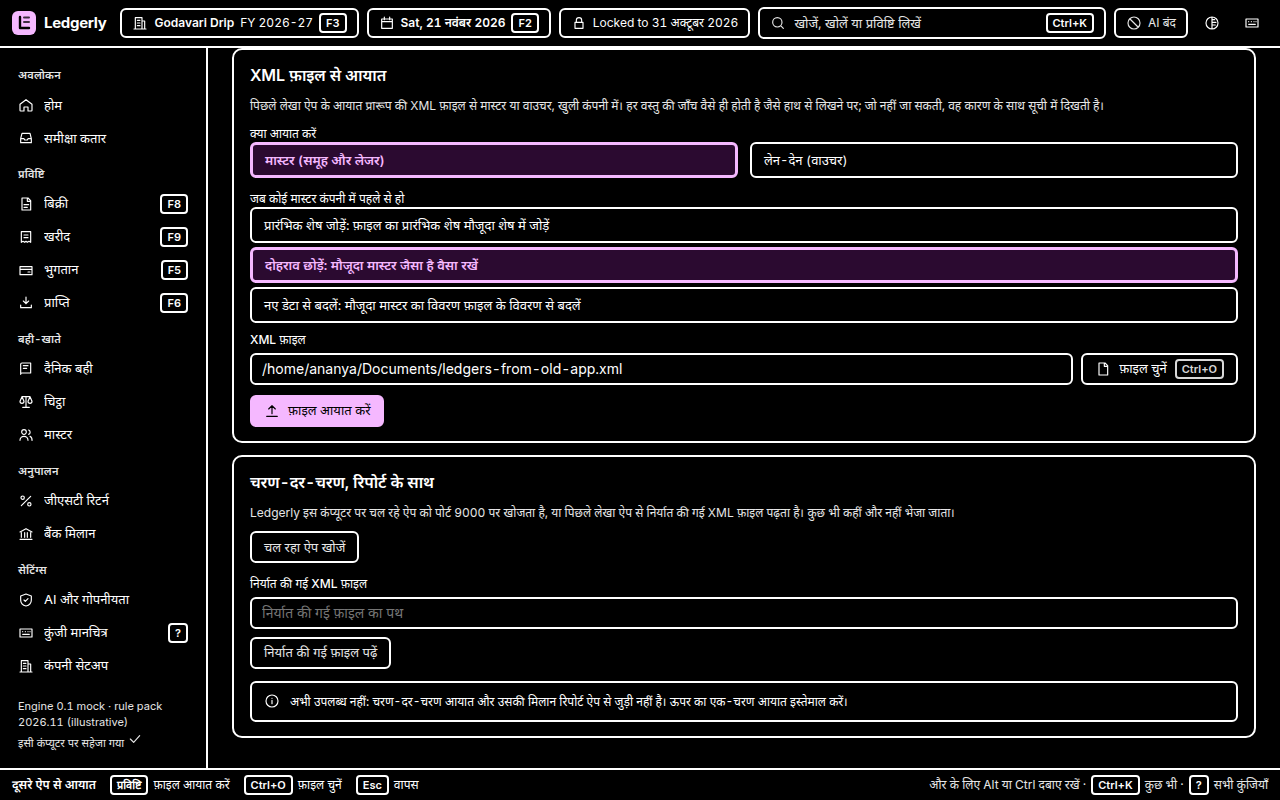 Ledgerly
Godavari Drip FY 2026-27 F3
Sat, 21 नवंबर 2026 F2
Locked to 31 अक्टूबर 2026
खोजें, खोलें या प्रविष्टि लिखें Ctrl+K
AI बंद
अवलोकन
होम
समीक्षा कतार
प्रविष्टि
बिक्री F8
खरीद F9
भुगतान F5
प्राप्ति F6
बही-खाते
दैनिक बही
चिट्ठा
मास्टर
अनुपालन
जीएसटी रिटर्न
बैंक मिलान
सेटिंग्स
AI और गोपनीयता
कुंजी मानचित्र ?
कंपनी सेटअप
Engine 0.1 mock · rule pack
2026.11 (illustrative)
इसी कंप्यूटर पर सहेजा गया
XML फ़ाइल से आयात
पिछले लेखा ऐप के आयात प्रारूप की XML फ़ाइल से मास्टर या वाउचर, खुली कंपनी में। हर वस्तु की जाँच वैसे ही होती है जैसे हाथ से लिखने पर; जो नहीं जा सकती, वह कारण के साथ सूची में दिखती है।
क्या आयात करें
मास्टर (समूह और लेजर)
लेन-देन (वाउचर)
जब कोई मास्टर कंपनी में पहले से हो
प्रारंभिक शेष जोड़ें: फ़ाइल का प्रारंभिक शेष मौजूदा शेष में जोड़ें
दोहराव छोड़ें: मौजूदा मास्टर जैसा है वैसा रखें
नए डेटा से बदलें: मौजूदा मास्टर का विवरण फ़ाइल के विवरण से बदलें
XML फ़ाइल
/home/ananya/Documents/ledgers-from-old-app.xml
फ़ाइल चुनें Ctrl+O
फ़ाइल आयात करें
चरण-दर-चरण, रिपोर्ट के साथ
Ledgerly इस कंप्यूटर पर चल रहे ऐप को पोर्ट 9000 पर खोजता है, या पिछले लेखा ऐप से निर्यात की गई XML फ़ाइल पढ़ता है। कुछ भी कहीं और नहीं भेजा जाता।
चल रहा ऐप खोजें
निर्यात की गई XML फ़ाइल
निर्यात की गई फ़ाइल का पथ
निर्यात की गई फ़ाइल पढ़ें
अभी उपलब्ध नहीं: चरण-दर-चरण आयात और उसकी मिलान रिपोर्ट ऐप से जुड़ी नहीं है। ऊपर का एक-चरण आयात इस्तेमाल करें।
दूसरे ऐप से आयात प्रविष्टि फ़ाइल आयात करें Ctrl+O फ़ाइल चुनें Esc वापस
और के लिए Alt या Ctrl दबाए रखें · Ctrl+K कुछ भी · ? सभी कुंजियाँ